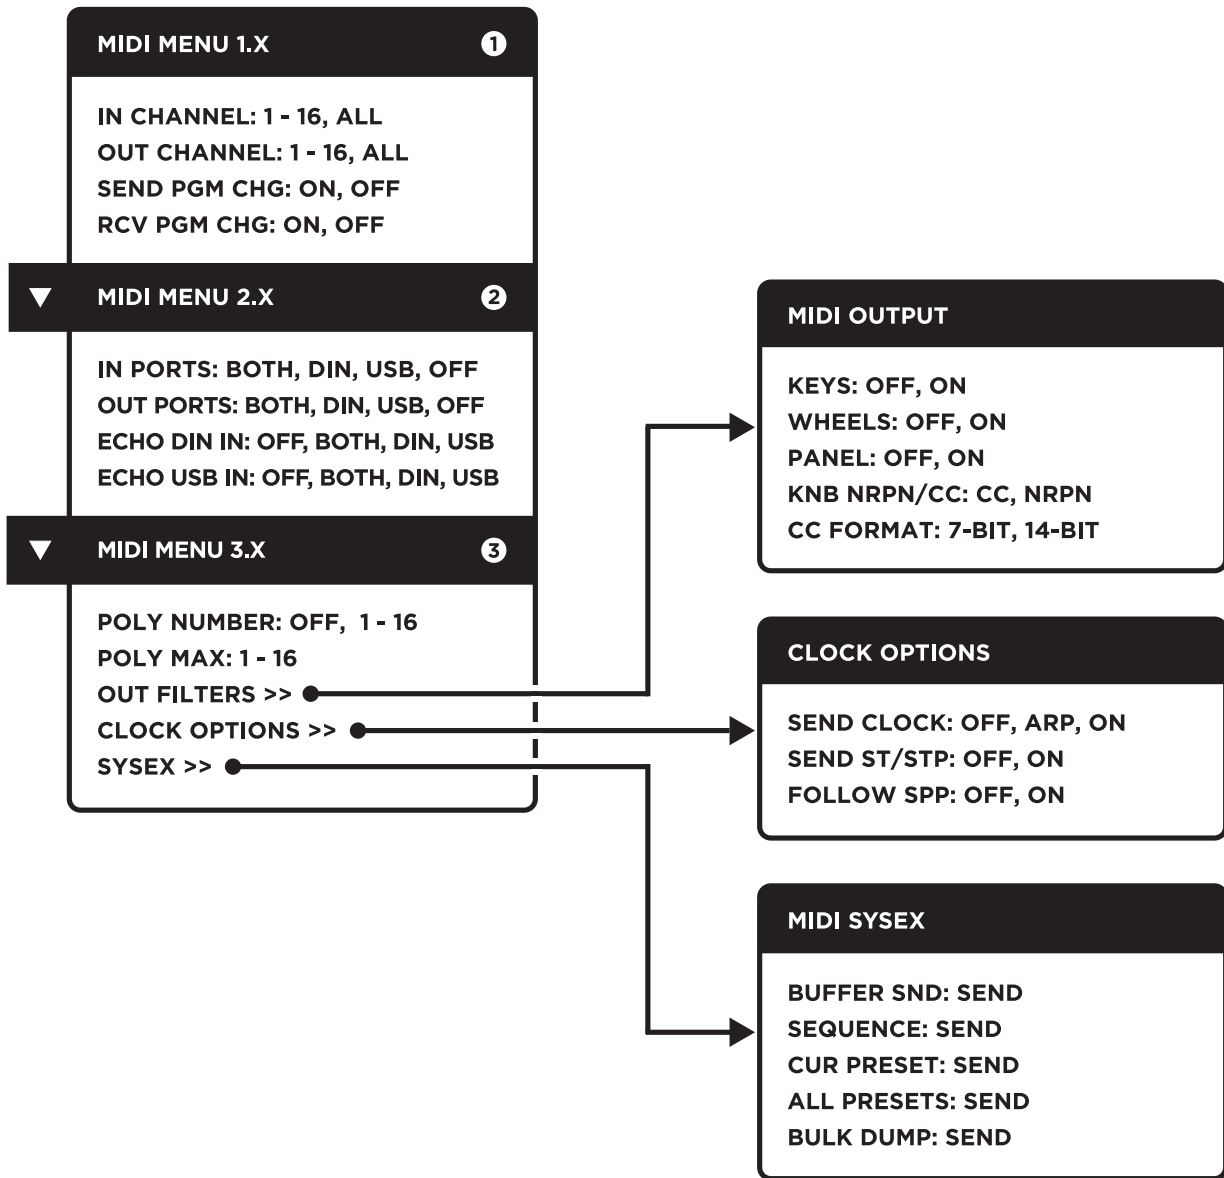 MIDI MENU 1.X 1
IN CHANNEL: 1 - 16, ALL
OUT CHANNEL: 1 - 16, ALL
SEND PGM CHG: ON, OFF
RCV PGM CHG: ON, OFF
▼ MIDI MENU 2.X 2
IN PORTS: BOTH, DIN, USB, OFF
OUT PORTS: BOTH, DIN, USB, OFF
ECHO DIN IN: OFF, BOTH, DIN, USB
ECHO USB IN: OFF, BOTH, DIN, USB
▼ MIDI MENU 3.X 3
POLY NUMBER: OFF, 1 - 16
POLY MAX: 1 - 16
OUT FILTERS >>
CLOCK OPTIONS >>
SYSEX >>
MIDI OUTPUT
KEYS: OFF, ON
WHEELS: OFF, ON
PANEL: OFF, ON
KNB NRPN/CC: CC, NRPN
CC FORMAT: 7-BIT, 14-BIT
CLOCK OPTIONS
SEND CLOCK: OFF, ARP, ON
SEND ST/STP: OFF, ON
FOLLOW SPP: OFF, ON
MIDI SYSEX
BUFFER SND: SEND
SEQUENCE: SEND
CUR PRESET: SEND
ALL PRESETS: SEND
BULK DUMP: SEND